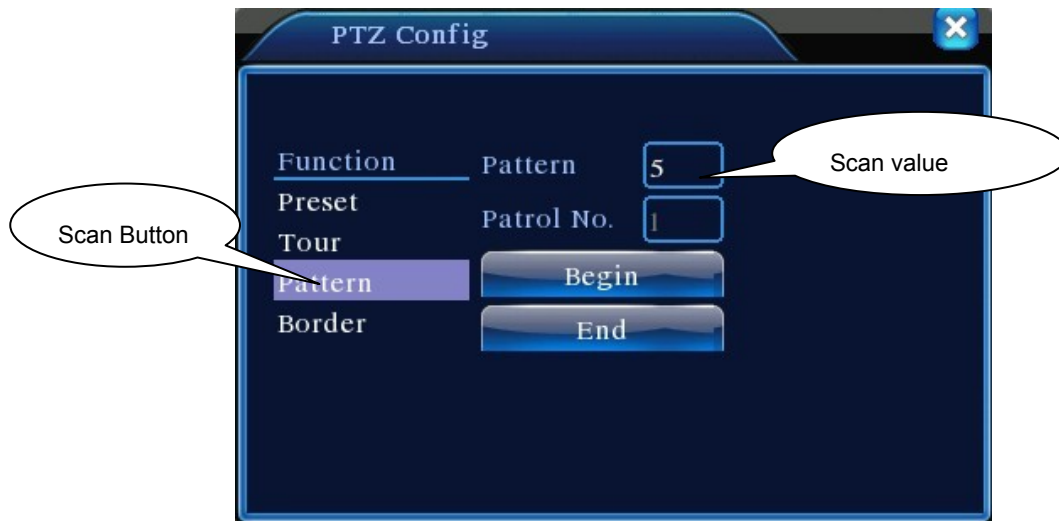 PTZ Config
Function
Pattern
5
Scan value
Preset
Patrol No.
1
Scan Button
Tour
Pattern
Begin
Border
End